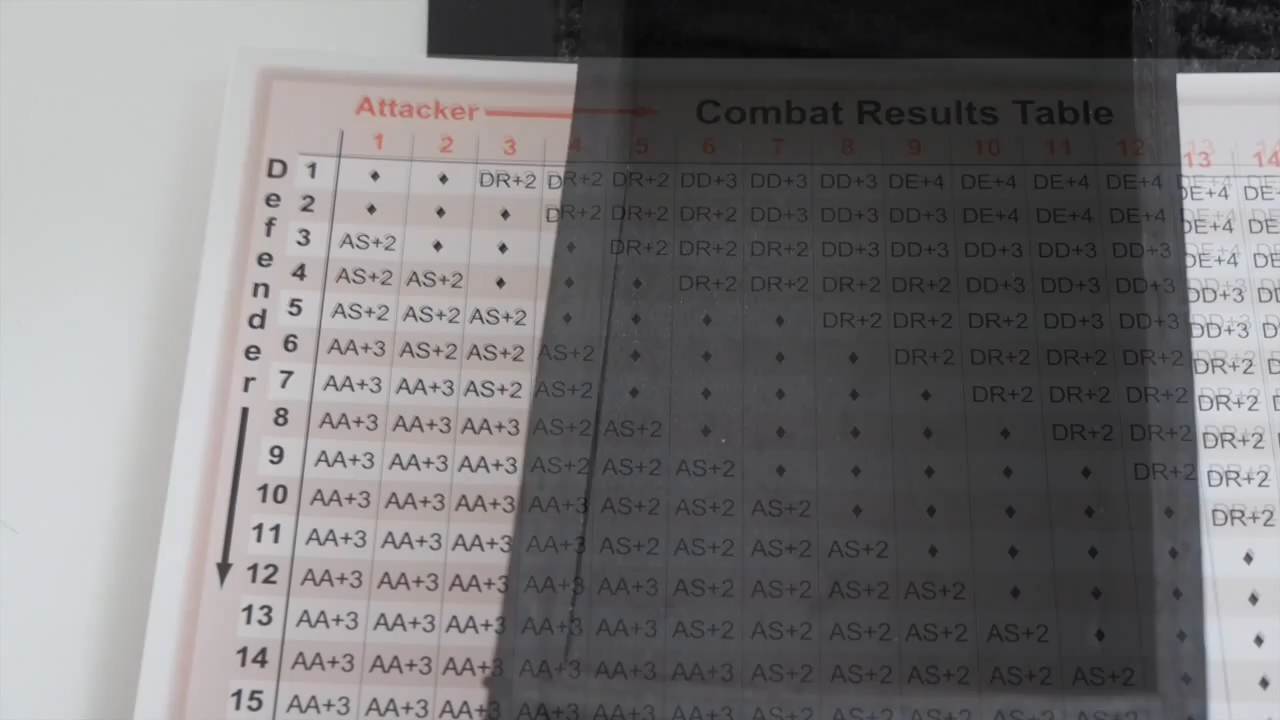 Attacker Combat Results Table
1 2 3 4 5 6 7 8 9 10 11 12 13 14
Defender
1 ♦ ♦ DR+2 DR+2 DR+2 DD+3 DD+3 DD+3 DE+4 DE+4 DE+4 DE+4 DE+4
2 ♦ ♦ ♦ DR+2 DR+2 DR+2 DD+3 DD+3 DD+3 DE+4 DE+4 DE+4 DE+4
3 AS+2 ♦ ♦ ♦ DR+2 DR+2 DR+2 DD+3 DD+3 DD+3 DD+3 DD+3 DE+4
4 AS+2 AS+2 ♦ ♦ ♦ DR+2 DR+2 DR+2 DR+2 DD+3 DD+3 DD+3 DD+3
5 AS+2 AS+2 AS+2 ♦ ♦ ♦ ♦ DR+2 DR+2 DR+2 DD+3 DD+3 DD+3
6 AA+3 AS+2 AS+2 AS+2 ♦ ♦ ♦ ♦ DR+2 DR+2 DR+2 DR+2 DR+2
7 AA+3 AA+3 AS+2 AS+2 ♦ ♦ ♦ ♦ ♦ DR+2 DR+2 DR+2 DR+2
8 AA+3 AA+3 AA+3 AS+2 AS+2 ♦ ♦ ♦ ♦ ♦ DR+2 DR+2 DR+2
9 AA+3 AA+3 AA+3 AS+2 AS+2 AS+2 ♦ ♦ ♦ ♦ ♦ DR+2 DR+2
10 AA+3 AA+3 AA+3 AA+3 AS+2 AS+2 AS+2 ♦ ♦ ♦ ♦ ♦ DR+2
11 AA+3 AA+3 AA+3 AA+3 AS+2 AS+2 AS+2 AS+2 ♦ ♦ ♦ ♦ ♦
12 AA+3 AA+3 AA+3 AA+3 AA+3 AS+2 AS+2 AS+2 AS+2 ♦ ♦ ♦ ♦
13 AA+3 AA+3 AA+3 AA+3 AA+3 AS+2 AS+2 AS+2 AS+2 AS+2 ♦ ♦ ♦
14 AA+3 AA+3 AA+3 AA+3 AA+3 AA+3 AS+2 AS+2 AS+2 AS+2 AS+2 ♦ ♦
15 AA+3 AA+3 AA+3 AA+3 AA+3 AA+3 AS+2 AS+2 AS+2 AS+2 AS+2